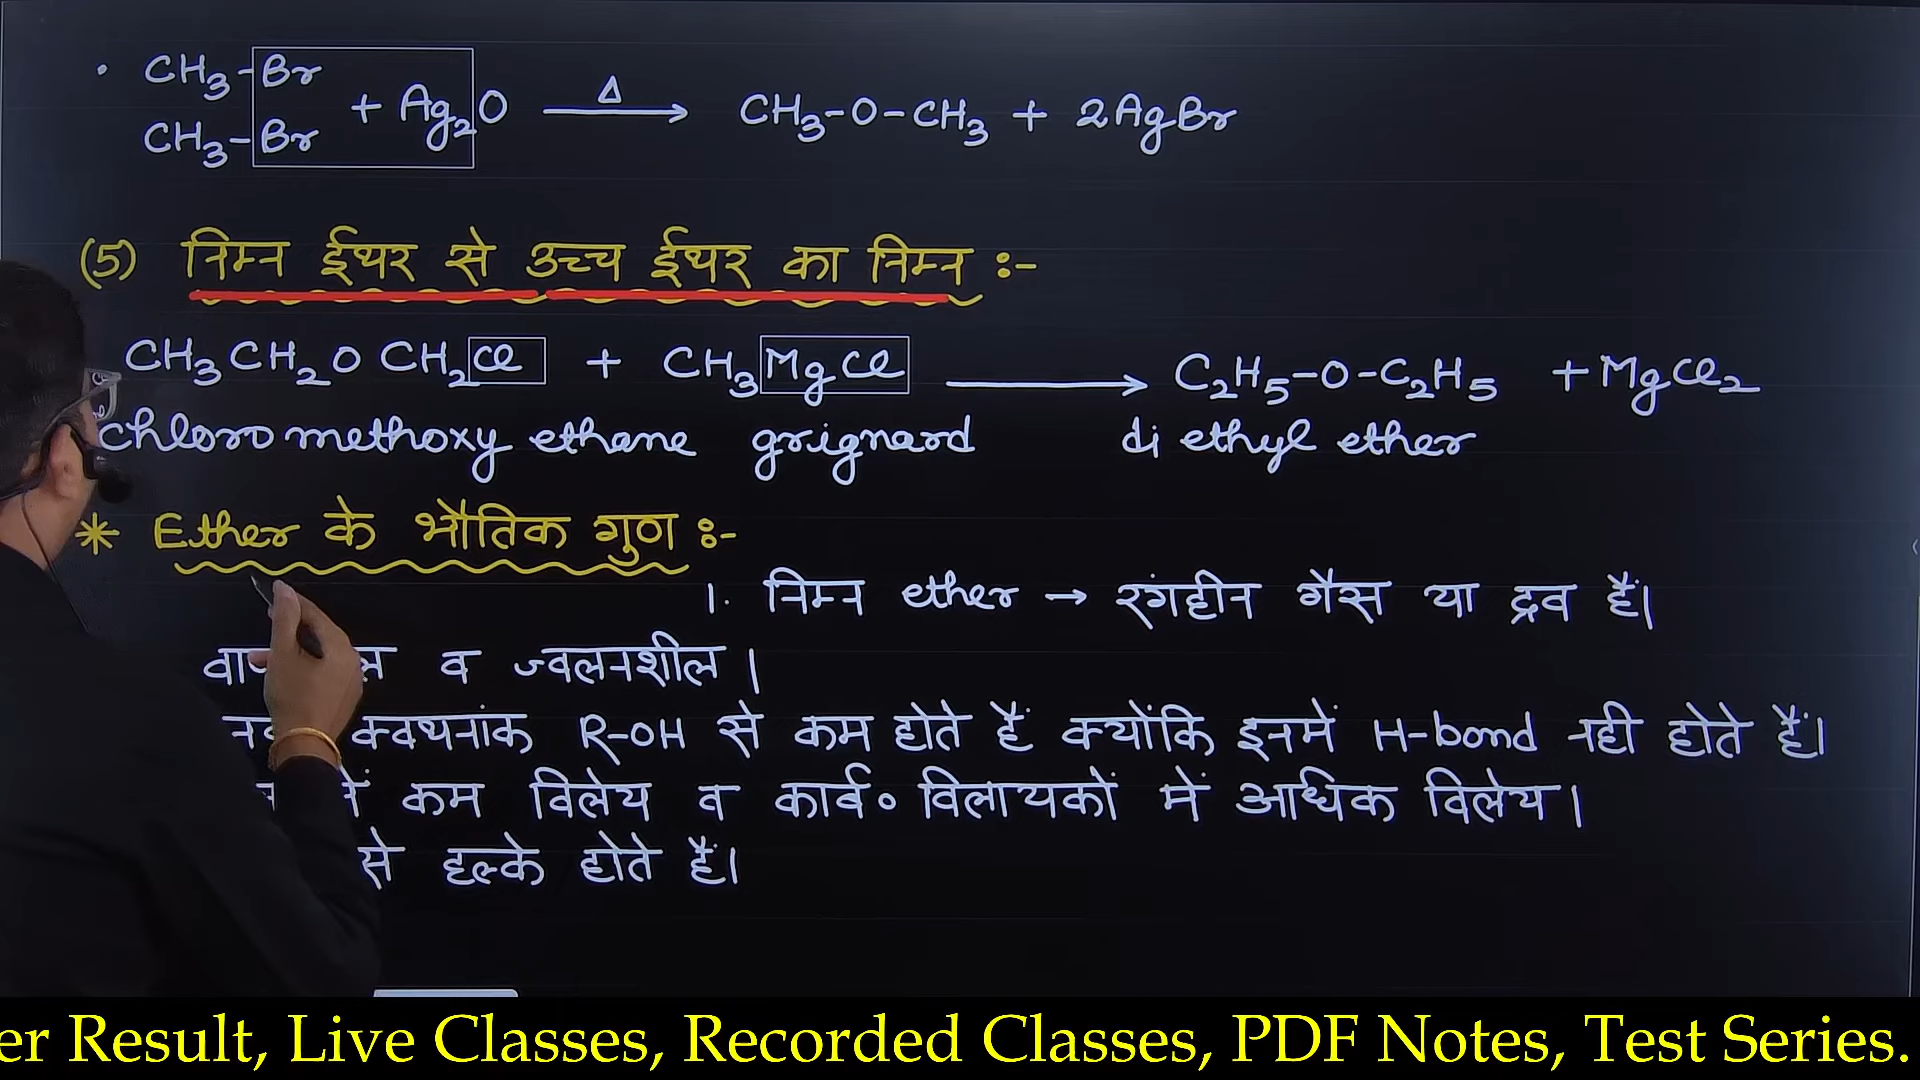 • CH3-Br
CH3-Br + Ag2O —Δ→ CH3-O-CH3 + 2AgBr
(5) निम्न ईथर से उच्च ईथर का निम्न :-
CH3CH2OCH2Cl + CH3MgCl ⟶ C2H5-O-C2H5 + MgCl2
chloro methoxy ethane grignard di ethyl ether
* Ether के भौतिक गुण :-
1. निम्न ether → रंगहीन गैस या द्रव हैं।
व ज्वलनशील।
क्वथनांक R-OH से कम होते हैं क्योंकि इनमें H-bond नही होते हैं।
कम विलेय व कार्ब० विलायकों में अधिक विलेय।
से हल्के होते हैं।
er Result, Live Classes, Recorded Classes, PDF Notes, Test Series.